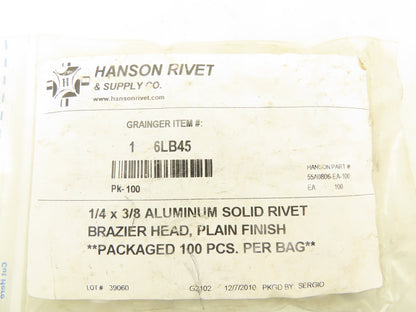 HANSON RIVET
& SUPPLY CO.
www.hansonrivet.com
GRAINGER ITEM #:
1 6LB45
Pk- 100
HANSON PART #
55A0806-EA-100
EA 100
1/4 x 3/8 ALUMINUM SOLID RIVET
BRAZIER HEAD, PLAIN FINISH
**PACKAGED 100 PCS. PER BAG**
LOT # 39060 G2102 12/7/2010 PKGD BY SERGIO
Cut Here